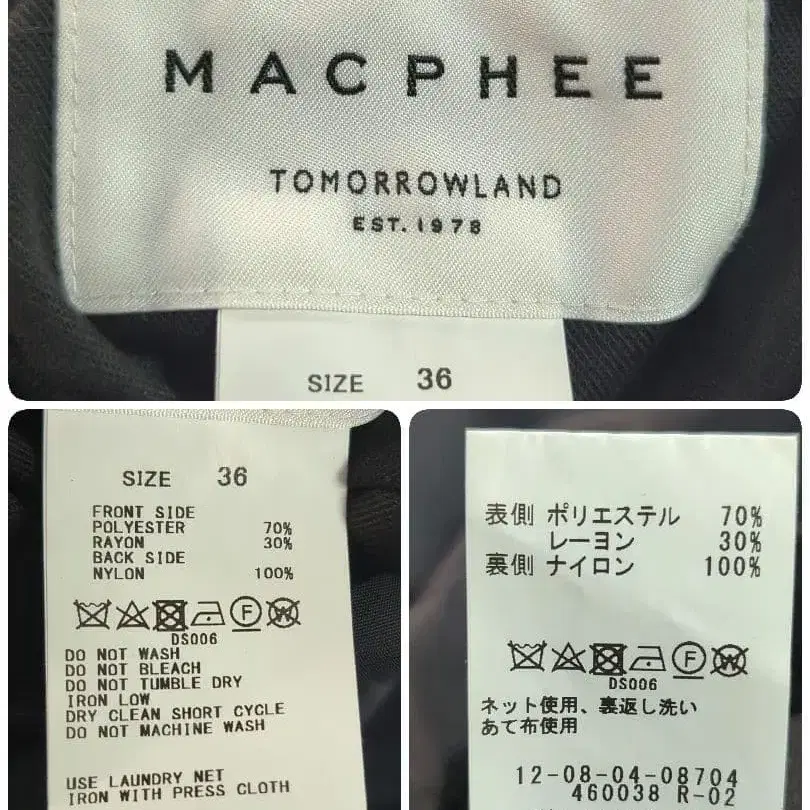 MACPHEE
TOMORROWLAND
EST. 1978
SIZE 36
SIZE 36
FRONT SIDE
POLYESTER 70%
RAYON 30%
BACK SIDE
NYLON 100%
F W
DS006
DO NOT WASH
DO NOT BLEACH
DO NOT TUMBLE DRY
IRON LOW
DRY CLEAN SHORT CYCLE
DO NOT MACHINE WASH
USE LAUNDRY NET
IRON WITH PRESS CLOTH
表側 ポリエステル 70%
レーヨン 30%
裏側 ナイロン 100%
F W
DS006
ネット使用、裏返し洗い
あて布使用
12-08-04-08704
460038 R-02